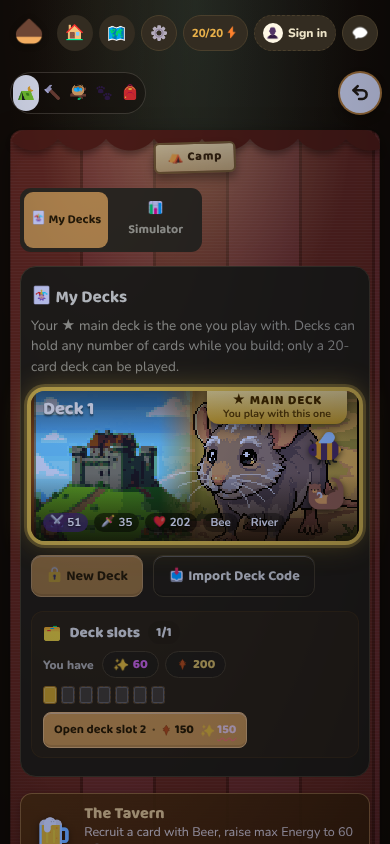 20/20
Sign in
Camp
My Decks
Simulator
My Decks
Your ★ main deck is the one you play with. Decks can
hold any number of cards while you build; only a 20-
card deck can be played.
Deck 1
★ MAIN DECK
You play with this one
51
35
202
Bee
River
New Deck
Import Deck Code
Deck slots 1/1
You have 60 200
Open deck slot 2 · 150 150
The Tavern
Recruit a card with Beer, raise max Energy to 60